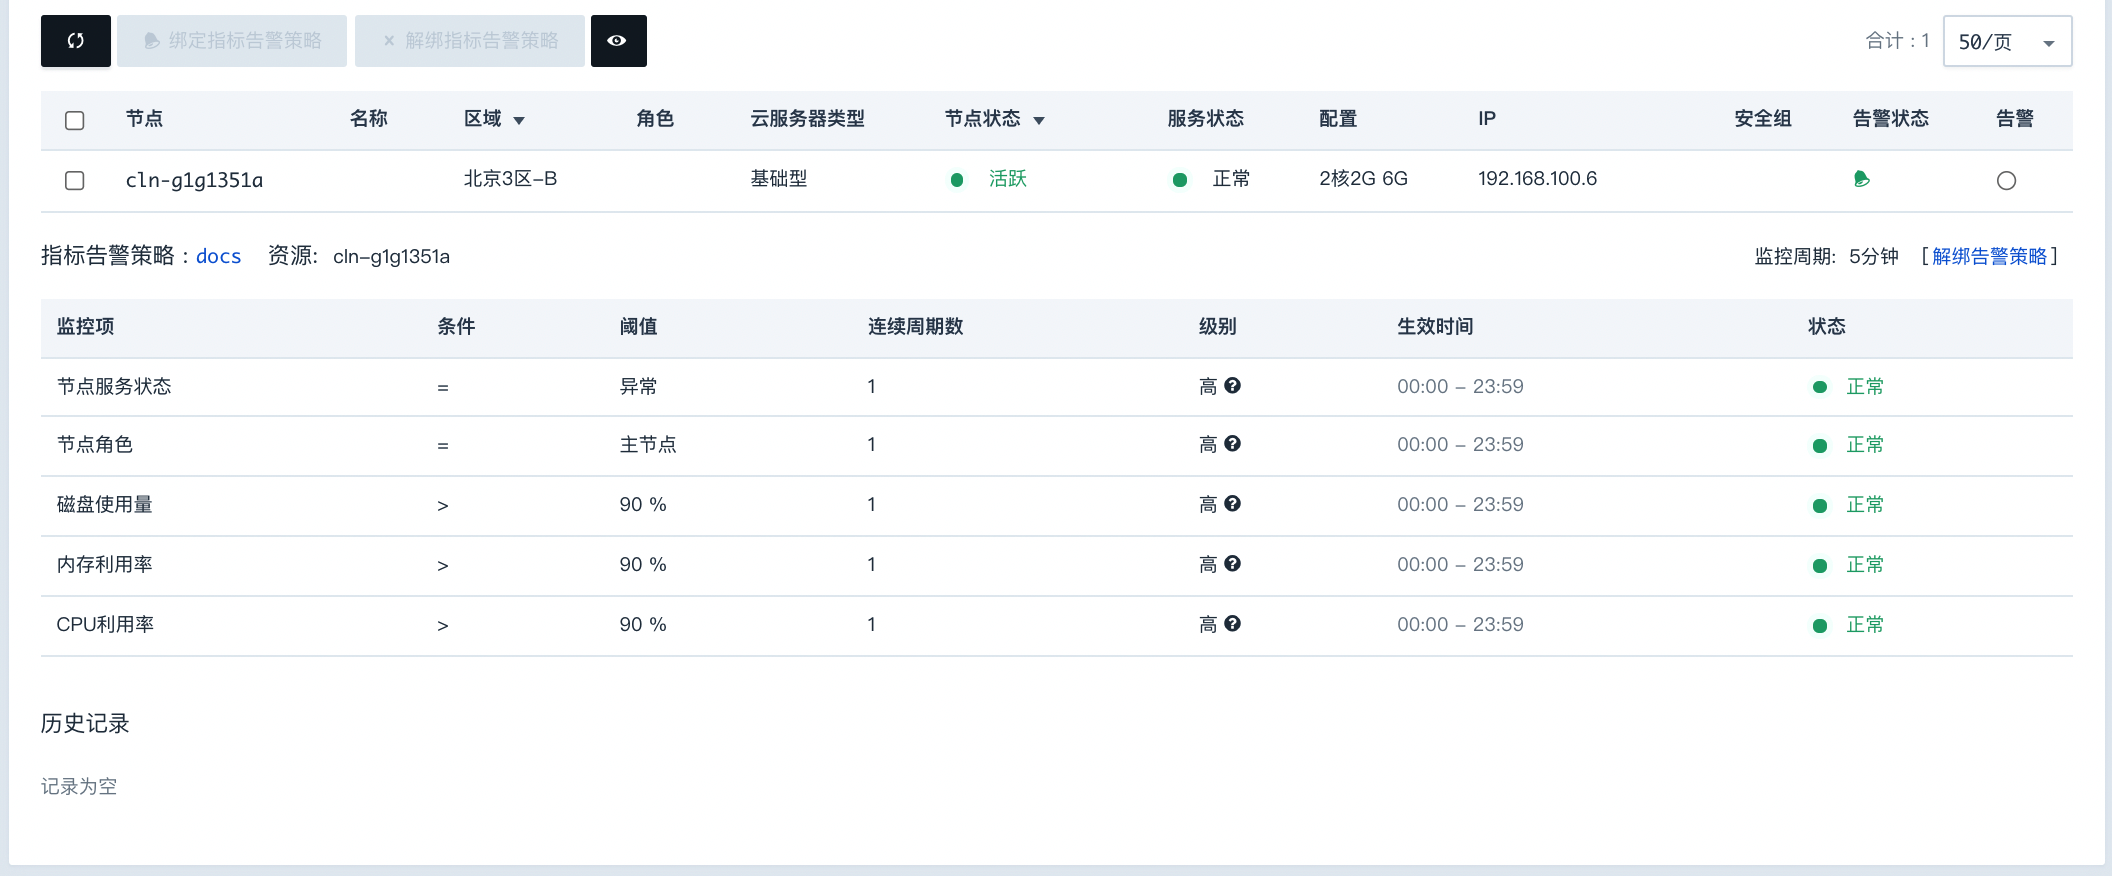 绑定指标告警策略 × 解绑指标告警策略 合计 : 1 50/页
节点 名称 区域 角色 云服务器类型 节点状态 服务状态 配置 IP 安全组 告警状态 告警
cln-g1g1351a 北京3区-B 基础型 活跃 正常 2核2G 6G 192.168.100.6
指标告警策略 : docs 资源: cln-g1g1351a 监控周期: 5分钟 [解绑告警策略]
监控项 条件 阈值 连续周期数 级别 生效时间 状态
节点服务状态 = 异常 1 高 ? 00:00 - 23:59 正常
节点角色 = 主节点 1 高 ? 00:00 - 23:59 正常
磁盘使用量 > 90 % 1 高 ? 00:00 - 23:59 正常
内存利用率 > 90 % 1 高 ? 00:00 - 23:59 正常
CPU利用率 > 90 % 1 高 ? 00:00 - 23:59 正常
历史记录
记录为空